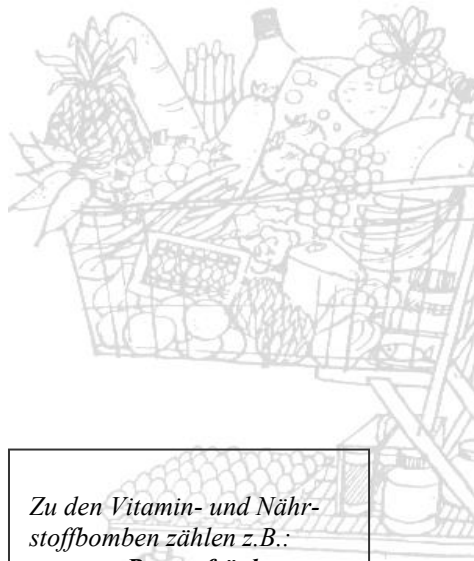 Zu den Vitamin- und Nähr-
stoffbomben zählen z.B.: